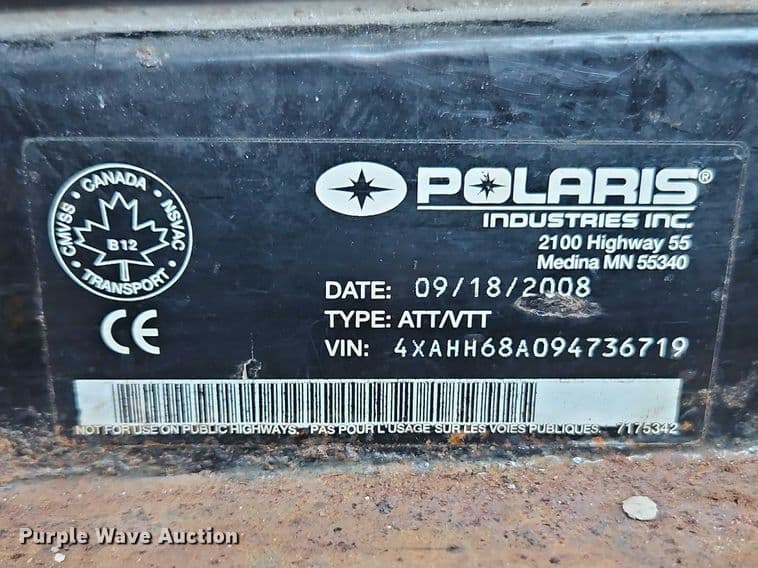 CANADA
CMVSS
NSVAC
B12
TRANSPORT
POLARIS®
INDUSTRIES INC.
2100 Highway 55
Medina MN 55340
DATE: 09/18/2008
TYPE: ATT/VTT
VIN: 4XAHH68A094736719
CE
NOT FOR USE ON PUBLIC HIGHWAYS. PAS POUR L'USAGE SUR LES VOIES PUBLIQUES. 7175342
Purple Wave Auction